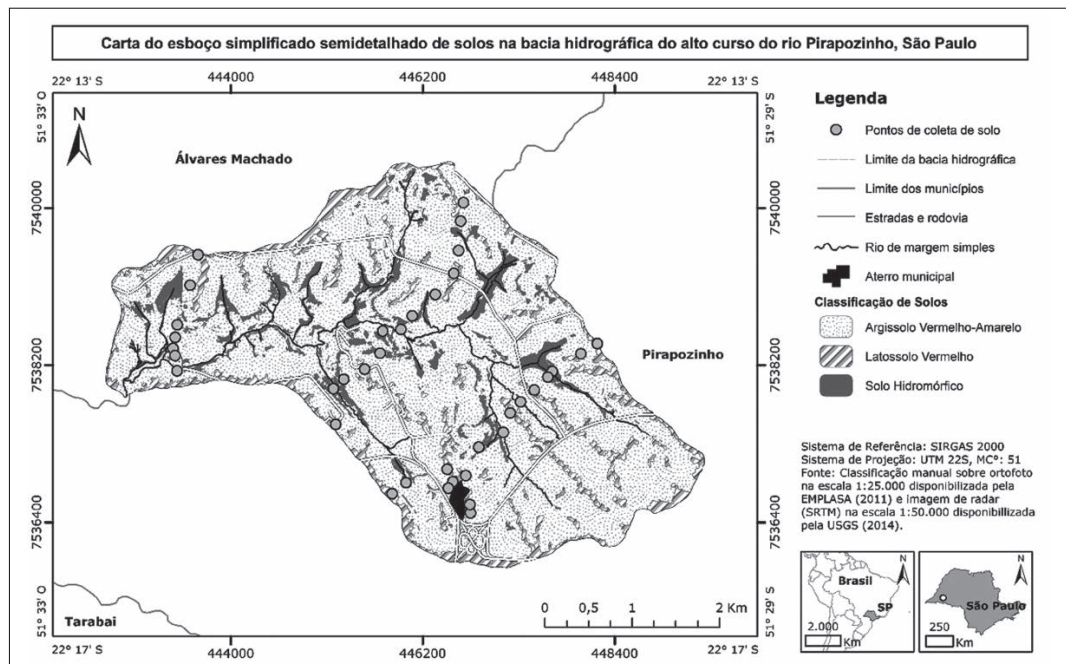 Carta do esboço simplificado semidetalhado de solos na bacia hidrográfica do alto curso do rio Pirapozinho, São Paulo
22° 13' S
444000
446200
448400
22° 13' S
51° 33' O
51° 29' S
N
Álvares Machado
Pirapozinho
Tarabai
7540000
7540000
7538200
7538200
7536400
7536400
51° 33' O
51° 29' S
0
0,5
1
2 Km
22° 17' S
444000
446200
448400
22° 17' S
Legenda
Pontos de coleta de solo
Limite da bacia hidrográfica
Limite dos municípios
Estradas e rodovia
Rio de margem simples
Aterro municipal
Classificação de Solos
Argissolo Vermelho-Amarelo
Latossolo Vermelho
Solo Hidromórfico
Sistema de Referência: SIRGAS 2000
Sistema de Projeção: UTM 22S, MC°: 51
Fonte: Classificação manual sobre ortofoto
na escala 1:25.000 disponibilizada pela
EMPLASA (2011) e imagem de radar
(SRTM) na escala 1:50.000 disponibillizada
pela USGS (2014).
Brasil
N
SP
2.000
Km
N
São Paulo
250
Km